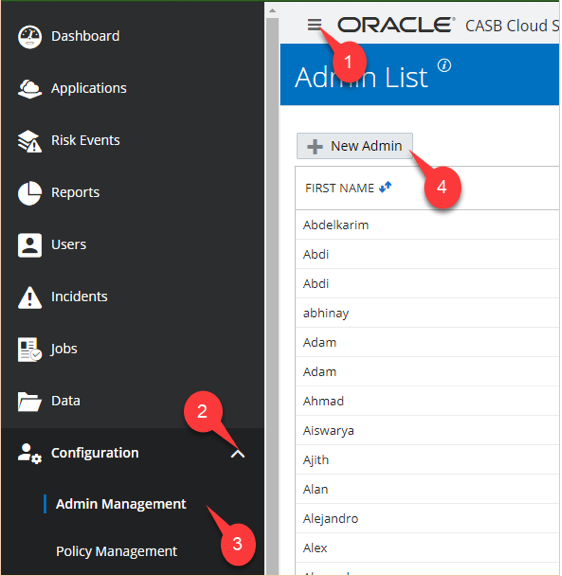 Dashboard
Applications
Risk Events
Reports
Users
Incidents
Jobs
Data
2
Configuration
Admin Management
3
Policy Management
ORACLE® CASB Cloud S
1
Admin List i
New Admin
4
FIRST NAME
Abdelkarim
Abdi
Abdi
abhinay
Adam
Adam
Ahmad
Aiswarya
Ajith
Alan
Alejandro
Alex